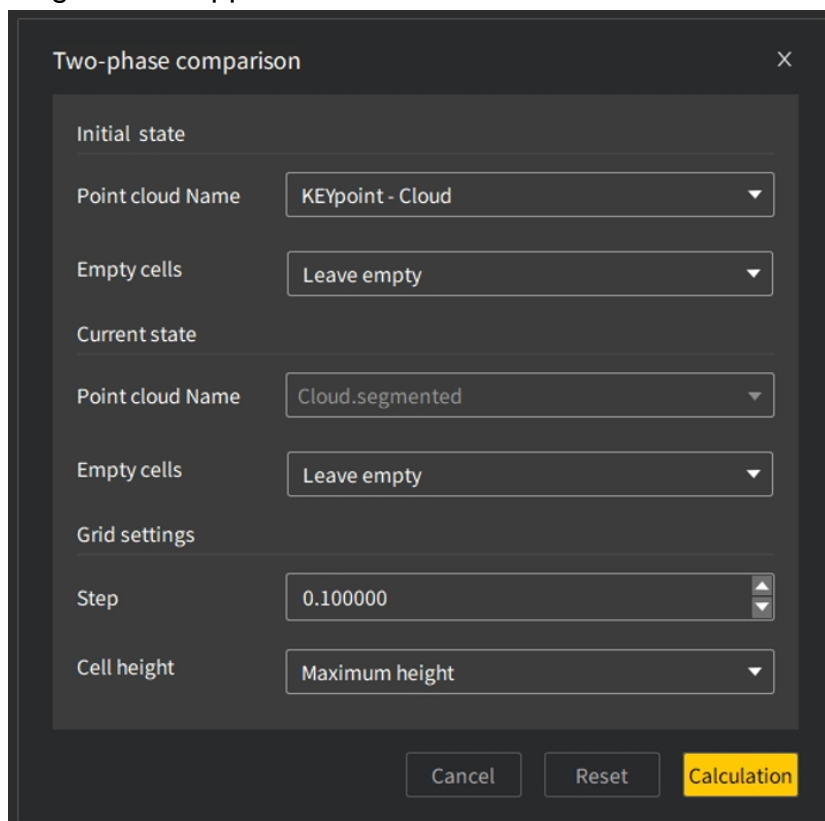 Two-phase comparison
Initial state
Point cloud Name KEYpoint - Cloud
Empty cells Leave empty
Current state
Point cloud Name Cloud.segmented
Empty cells Leave empty
Grid settings
Step 0.100000
Cell height Maximum height
Cancel Reset Calculation